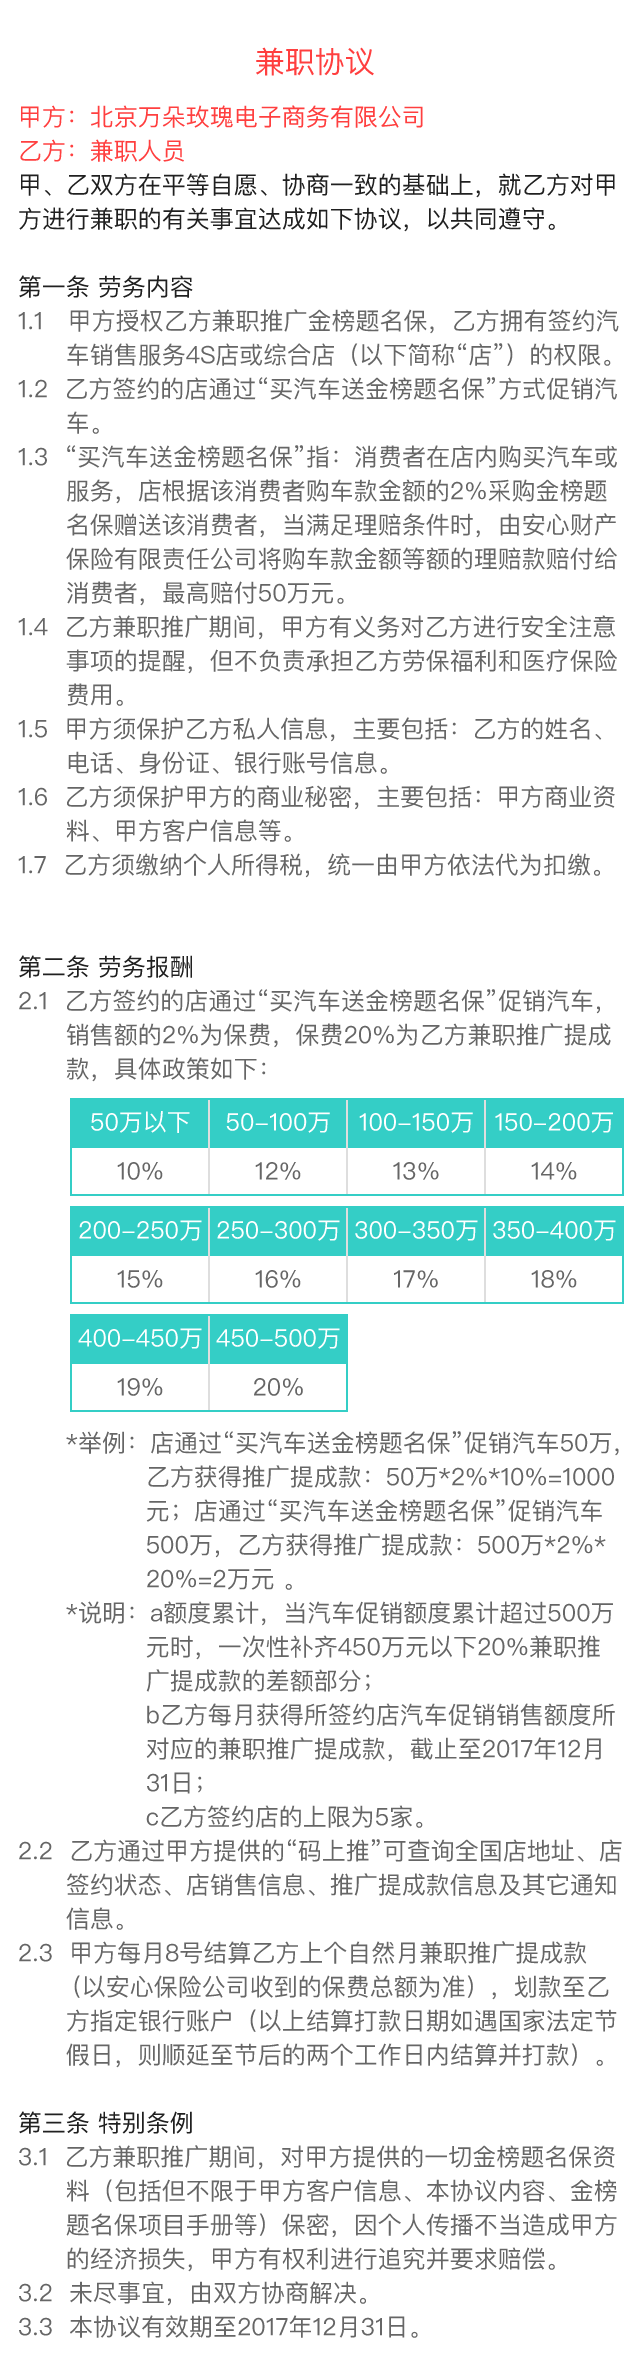 兼职协议
甲方：北京万朵玫瑰电子商务有限公司
乙方：兼职人员
甲、乙双方在平等自愿、协商一致的基础上，就乙方对甲
方进行兼职的有关事宜达成如下协议，以共同遵守。
第一条 劳务内容
1.1 甲方授权乙方兼职推广金榜题名保，乙方拥有签约汽
车销售服务4S店或综合店（以下简称“店”）的权限。
1.2 乙方签约的店通过“买汽车送金榜题名保”方式促销汽
车。
1.3 “买汽车送金榜题名保”指：消费者在店内购买汽车或
服务，店根据该消费者购车款金额的2%采购金榜题
名保赠送该消费者，当满足理赔条件时，由安心财产
保险有限责任公司将购车款金额等额的理赔款赔付给
消费者，最高赔付50万元。
1.4 乙方兼职推广期间，甲方有义务对乙方进行安全注意
事项的提醒，但不负责承担乙方劳保福利和医疗保险
费用。
1.5 甲方须保护乙方私人信息，主要包括：乙方的姓名、
电话、身份证、银行账号信息。
1.6 乙方须保护甲方的商业秘密，主要包括：甲方商业资
料、甲方客户信息等。
1.7 乙方须缴纳个人所得税，统一由甲方依法代为扣缴。
第二条 劳务报酬
2.1 乙方签约的店通过“买汽车送金榜题名保”促销汽车，
销售额的2%为保费，保费20%为乙方兼职推广提成
款，具体政策如下：
50万以下 50-100万 100-150万 150-200万
10% 12% 13% 14%
200-250万 250-300万 300-350万 350-400万
15% 16% 17% 18%
400-450万 450-500万
19% 20%
*举例：店通过“买汽车送金榜题名保”促销汽车50万，
乙方获得推广提成款：50万*2%*10%=1000
元；店通过“买汽车送金榜题名保”促销汽车
500万，乙方获得推广提成款：500万*2%*
20%=2万元 。
*说明：a额度累计，当汽车促销额度累计超过500万
元时，一次性补齐450万元以下20%兼职推
广提成款的差额部分；
b乙方每月获得所签约店汽车促销销售额度所
对应的兼职推广提成款，截止至2017年12月
31日；
c乙方签约店的上限为5家。
2.2 乙方通过甲方提供的“码上推”可查询全国店地址、店
签约状态、店销售信息、推广提成款信息及其它通知
信息。
2.3 甲方每月8号结算乙方上个自然月兼职推广提成款
（以安心保险公司收到的保费总额为准），划款至乙
方指定银行账户（以上结算打款日期如遇国家法定节
假日，则顺延至节后的两个工作日内结算并打款）。
第三条 特别条例
3.1 乙方兼职推广期间，对甲方提供的一切金榜题名保资
料（包括但不限于甲方客户信息、本协议内容、金榜
题名保项目手册等）保密，因个人传播不当造成甲方
的经济损失，甲方有权利进行追究并要求赔偿。
3.2 未尽事宜，由双方协商解决。
3.3 本协议有效期至2017年12月31日。